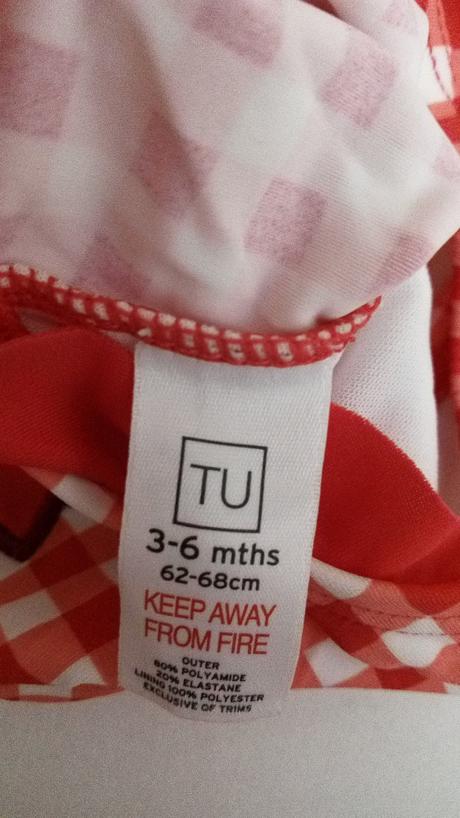 TU
3-6 mths
62-68cm
KEEP AWAY
FROM FIRE
OUTER
80% POLYAMIDE
20% ELASTANE
LINING 100% POLYESTER
EXCLUSIVE OF TRIMS